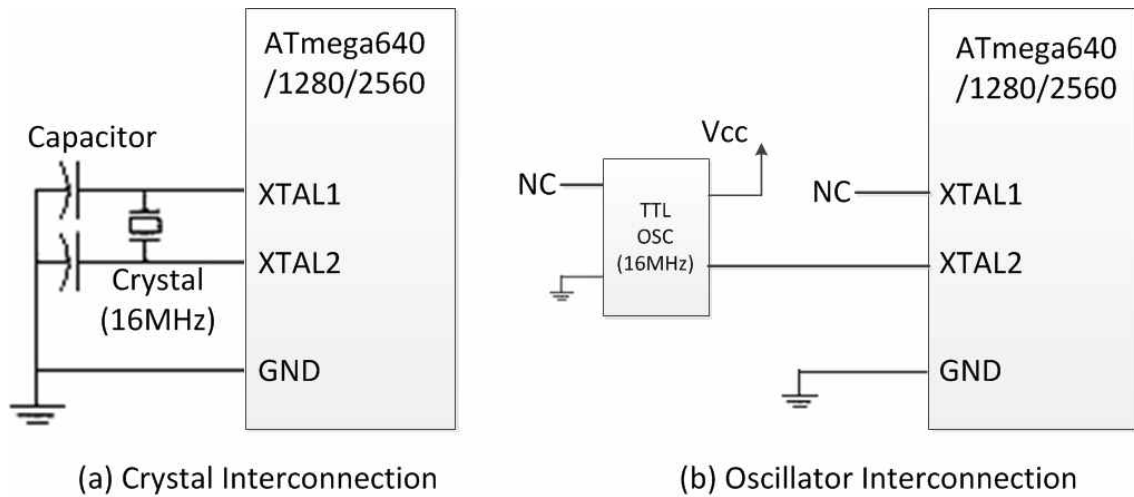 ATmega640
/1280/2560
Capacitor
XTAL1
XTAL2
Crystal
(16MHz)
GND
(a) Crystal Interconnection
ATmega640
/1280/2560
Vcc
NC
TTL
OSC
(16MHz)
NC
XTAL1
XTAL2
GND
(b) Oscillator Interconnection